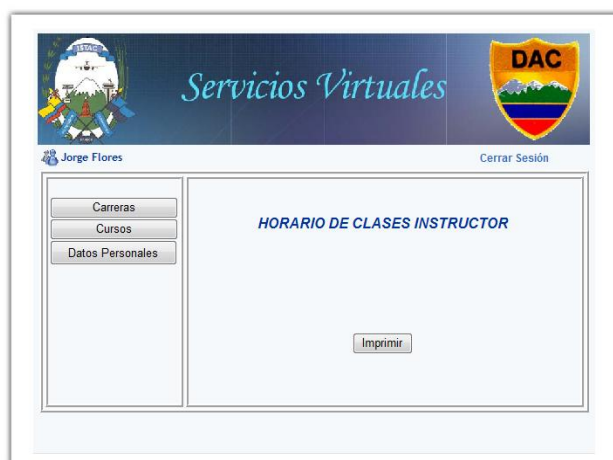 ISTAC
DAC
Servicios Virtuales
Jorge Flores
Cerrar Sesión
Carreras
Cursos
Datos Personales
HORARIO DE CLASES INSTRUCTOR
Imprimir